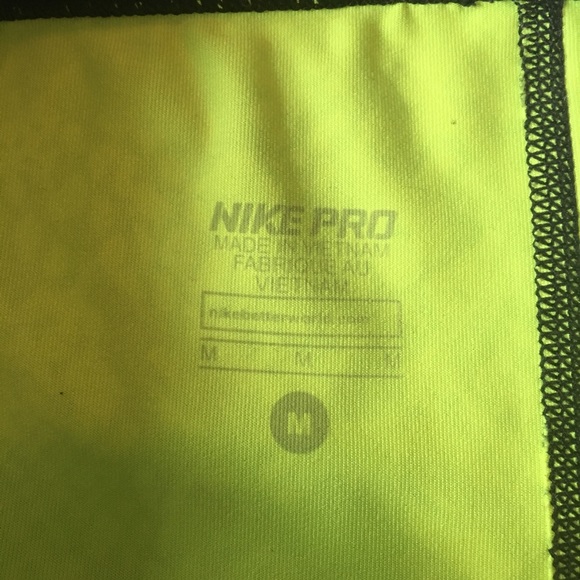 NIKE PRO
MADE IN VIETNAM
FABRIQUE AU
VIETNAM
nikebetterworld.com
M M M
M